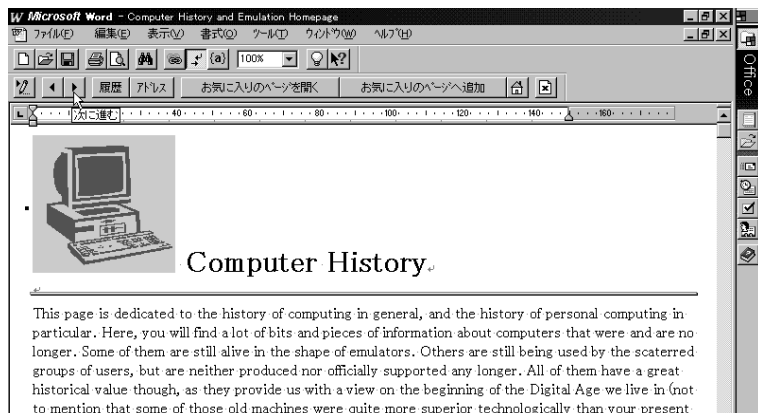 Microsoft Word - Computer History and Emulation Homepage
ファイル(F) 編集(E) 表示(V) 書式(O) ツール(T) ウィンドウ(W) ヘルプ(H)
{a} 100%
履歴 アドレス お気に入りのページを開く お気に入りのページへ追加
次に進む 40 60 80 100 120 140 160
Office
Computer History
This page is dedicated to the history of computing in general, and the history of personal computing in
particular. Here, you will find a lot of bits and pieces of information about computers that were and are no
longer. Some of them are still alive in the shape of emulators. Others are still being used by the scaterred
groups of users, but are neither produced nor officially supported any longer. All of them have a great
historical value though, as they provide us with a view on the beginning of the Digital Age we live in (not
to mention that some of those old machines were quite more superior technologically than your present